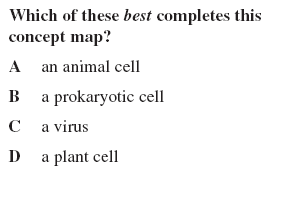 Which of these best completes this
concept map?
A an animal cell
B a prokaryotic cell
C a virus
D a plant cell